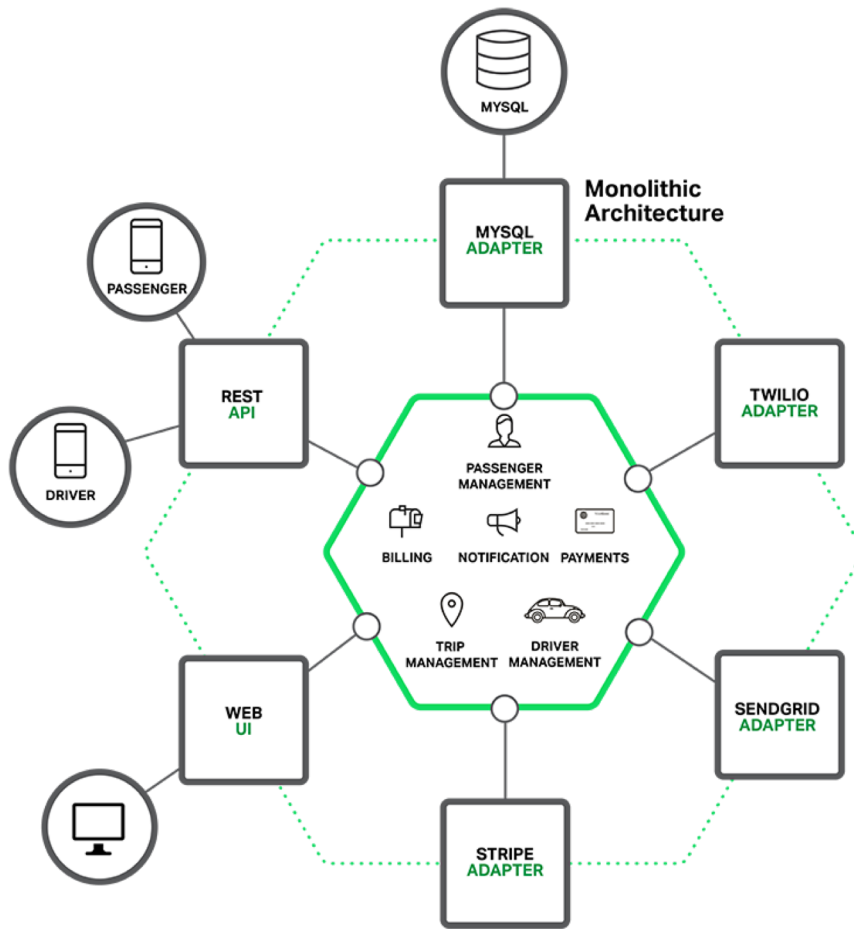 MYSQL
Monolithic
Architecture
MYSQL
ADAPTER
PASSENGER
REST
API
TWILIO
ADAPTER
DRIVER
PASSENGER
MANAGEMENT
BILLING
NOTIFICATION
PAYMENTS
TRIP
MANAGEMENT
DRIVER
MANAGEMENT
WEB
UI
SENDGRID
ADAPTER
STRIPE
ADAPTER